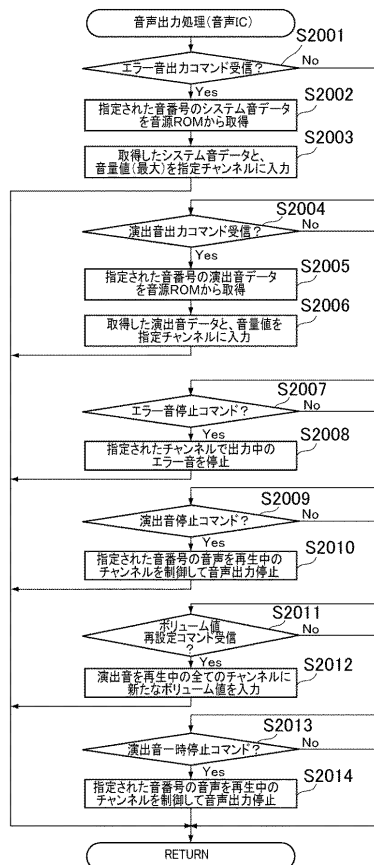 音声出力処理(音声IC)
S2001
エラー音出力コマンド受信?
No
Yes
S2002
指定された音番号のシステム音データ
を音源ROMから取得
S2003
取得したシステム音データと、
音量値(最大)を指定チャンネルに入力
S2004
演出音出力コマンド受信?
No
Yes
S2005
指定された音番号の演出音データ
を音源ROMから取得
S2006
取得した演出音データと、音量値を
指定チャンネルに入力
S2007
エラー音停止コマンド?
No
Yes
S2008
指定されたチャンネルで出力中の
エラー音を停止
S2009
演出音停止コマンド?
No
Yes
S2010
指定された音番号の音声を再生中の
チャンネルを制御して音声出力停止
S2011
ボリューム値
再設定コマンド受信
?
No
Yes
S2012
演出音を再生中の全てのチャンネルに
新たなボリューム値を入力
S2013
演出音一時停止コマンド?
No
Yes
S2014
指定された音番号の音声を再生中の
チャンネルを制御して音声出力停止
RETURN